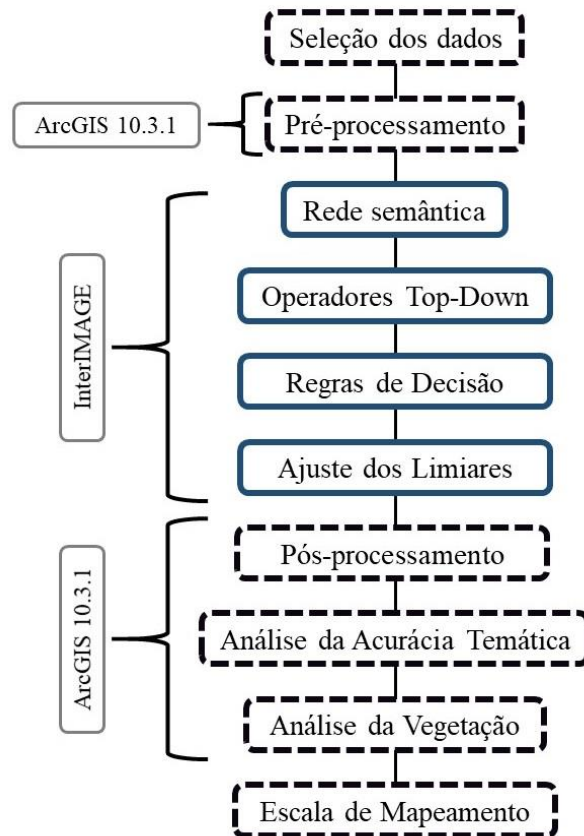 Seleção dos dados
ArcGIS 10.3.1
Pré-processamento
Rede semântica
Operadores Top-Down
InterIMAGE
Regras de Decisão
Ajuste dos Limiares
Pós-processamento
ArcGIS 10.3.1
Análise da Acurácia Temática
Análise da Vegetação
Escala de Mapeamento